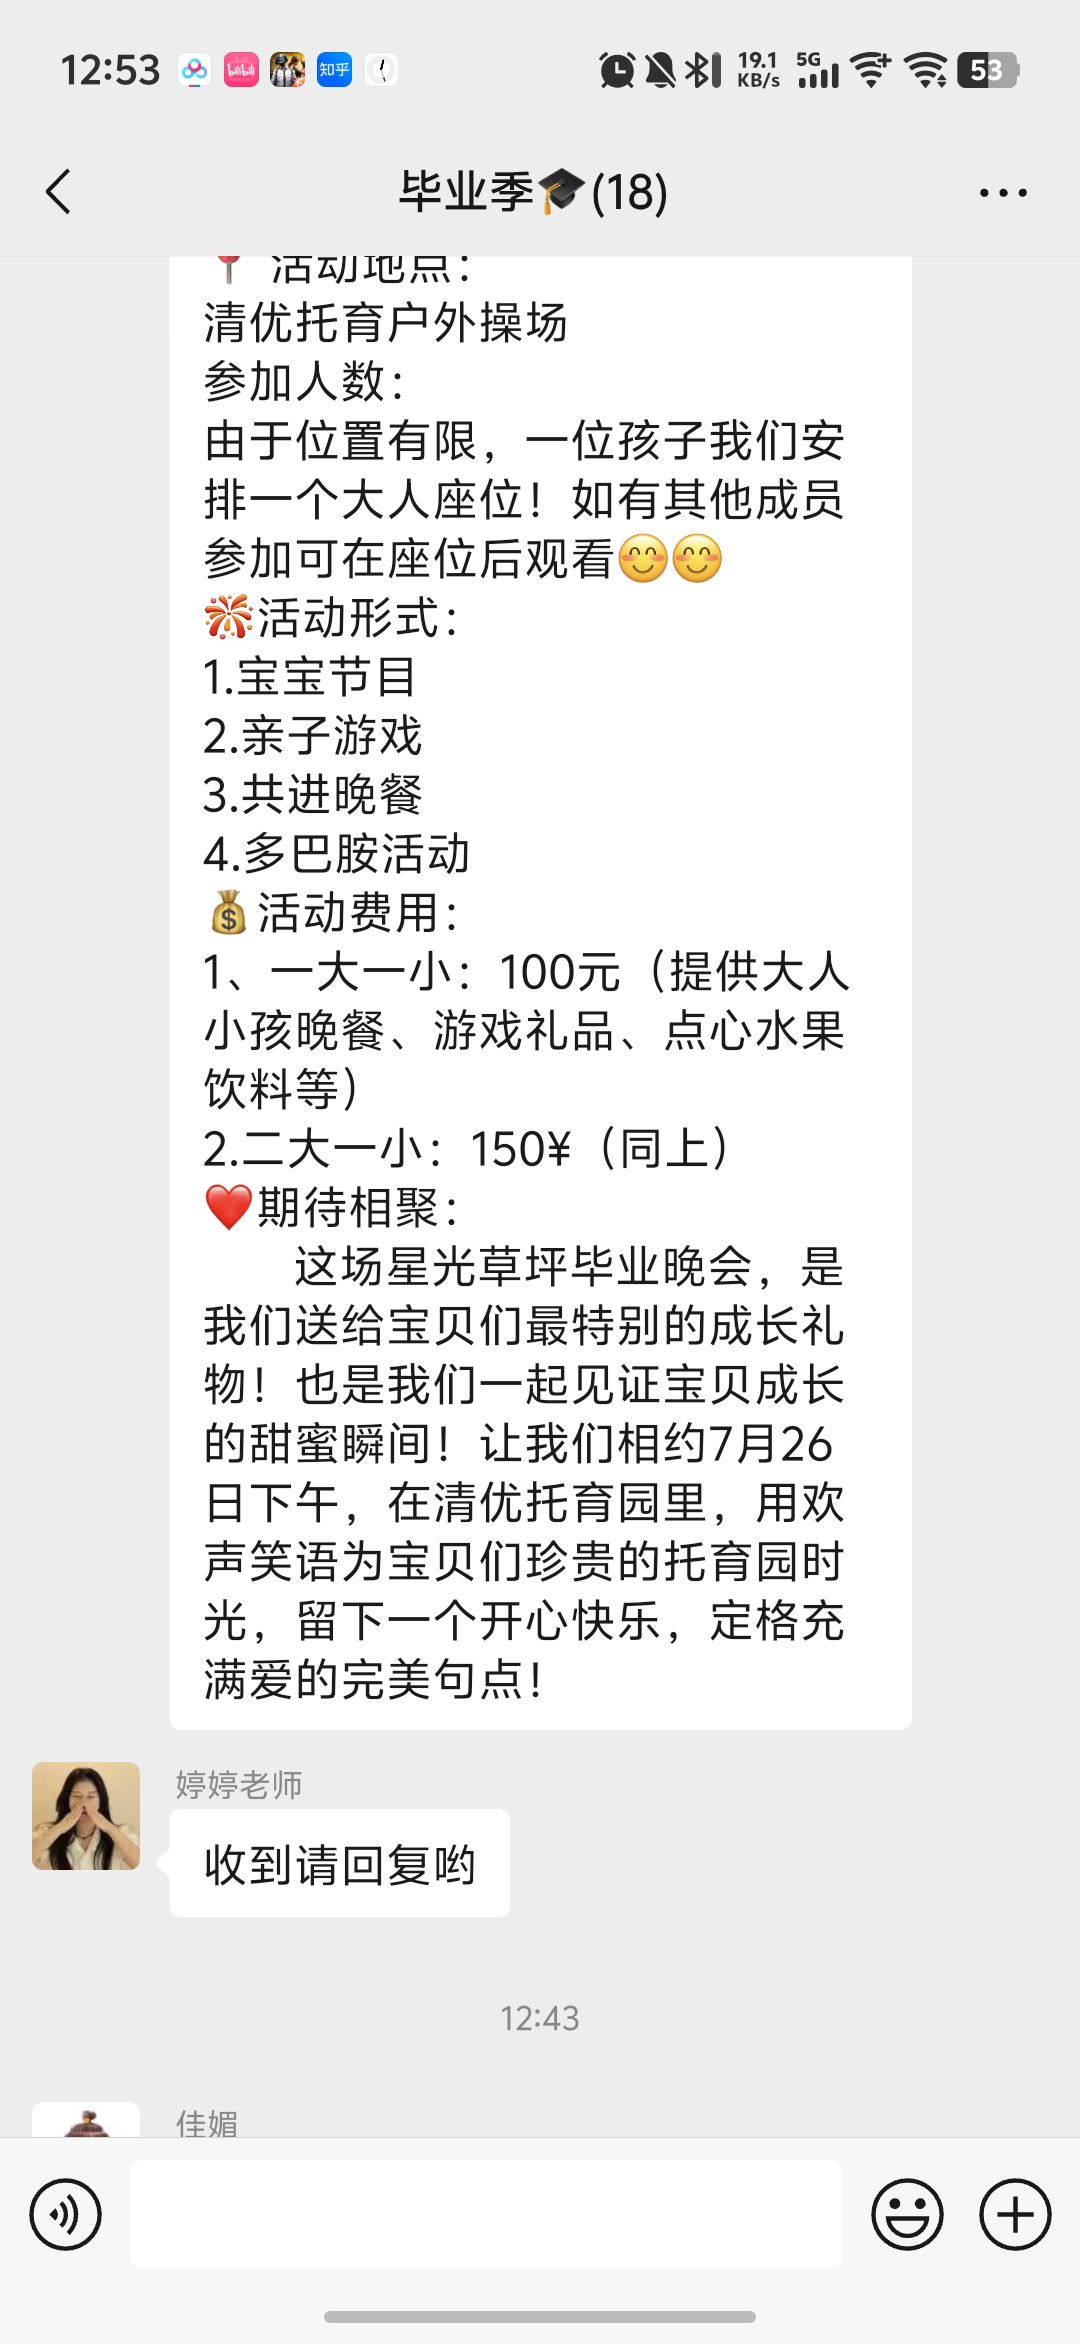 12:53
bilibili
知乎
19.1
KB/s
5G
53
毕业季🎓(18)
📍 活动地点：
清优托育户外操场
参加人数：
由于位置有限，一位孩子我们安
排一个大人座位！如有其他成员
参加可在座位后观看😊😊
🎊活动形式：
1.宝宝节目
2.亲子游戏
3.共进晚餐
4.多巴胺活动
💰活动费用：
1、一大一小：100元（提供大人
小孩晚餐、游戏礼品、点心水果
饮料等）
2.二大一小：150¥（同上）
❤️期待相聚：
这场星光草坪毕业晚会，是
我们送给宝贝们最特别的成长礼
物！也是我们一起见证宝贝成长
的甜蜜瞬间！让我们相约7月26
日下午，在清优托育园里，用欢
声笑语为宝贝们珍贵的托育园时
光，留下一个开心快乐，定格充
满爱的完美句点！
婷婷老师
收到请回复哟
12:43
佳媚